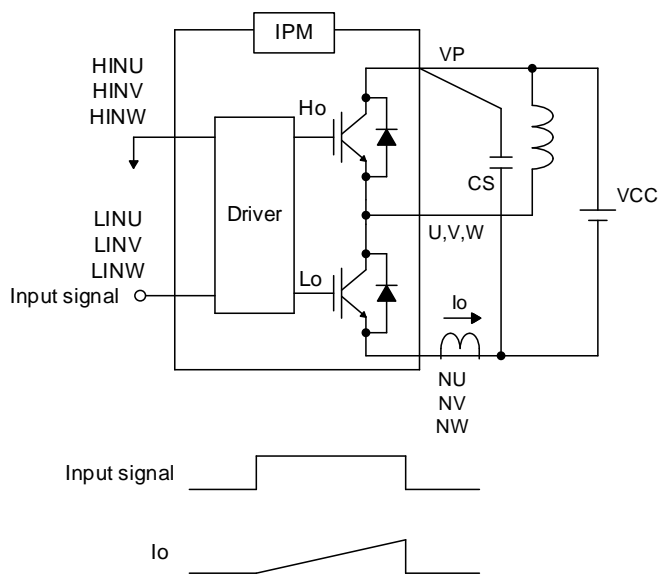 IPM
VP
HINU
HINV
HINW
Ho
Driver
CS
VCC
U,V,W
LINU
LINV
LINW
Input signal
Lo
Io
NU
NV
NW
Input signal
Io